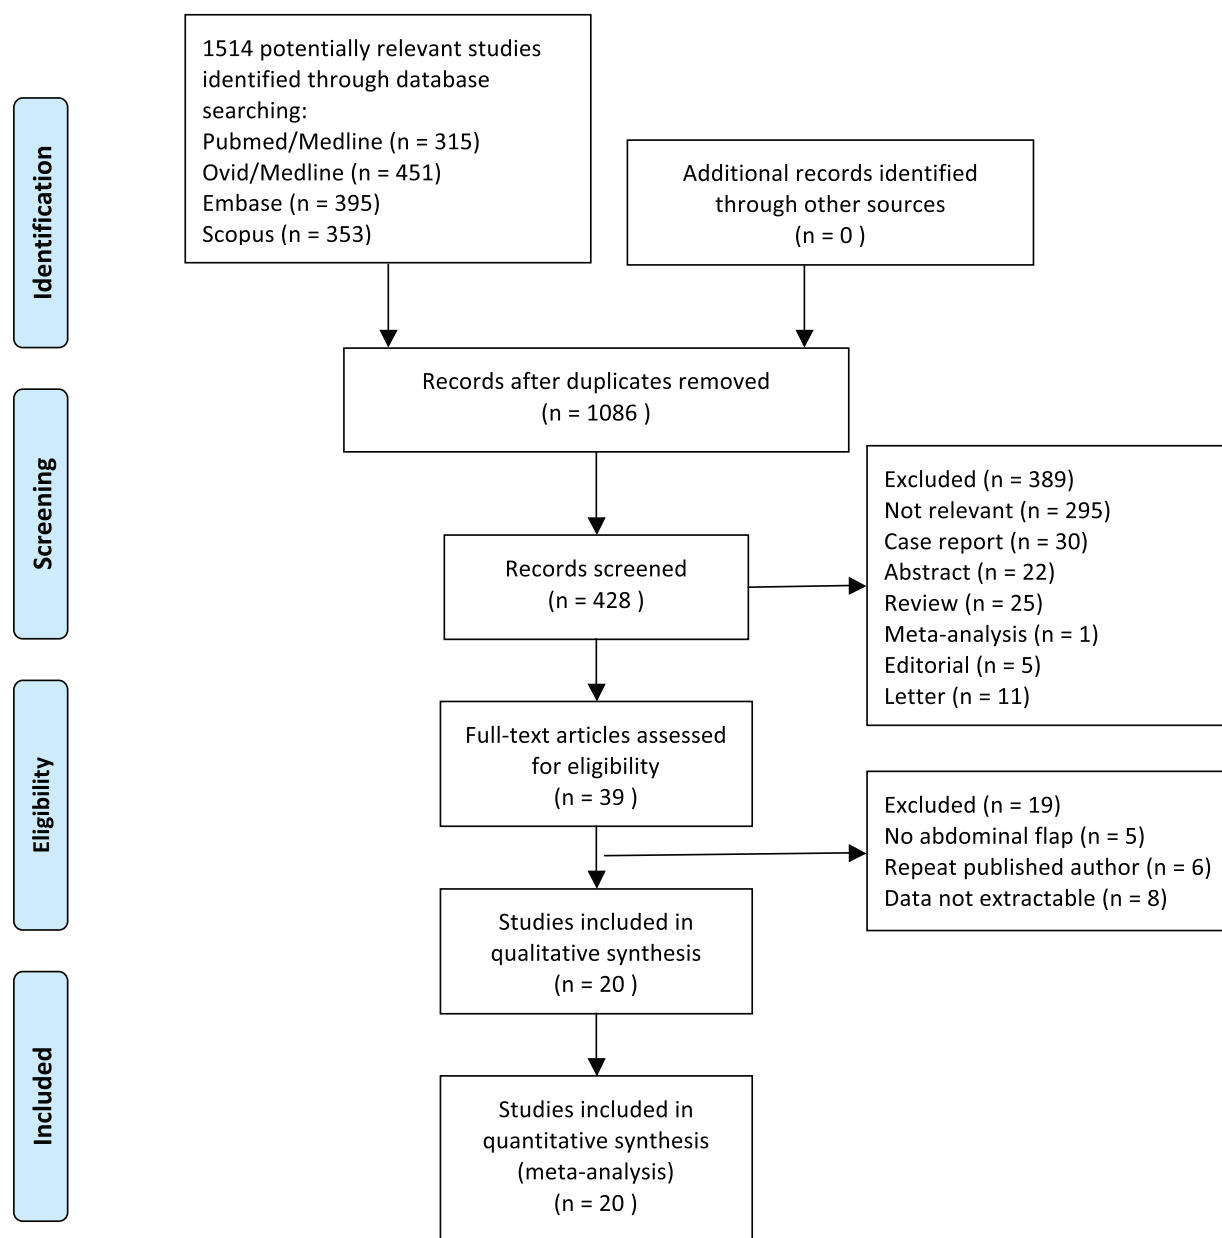 1514 potentially relevant studies
identified through database
searching:
Pubmed/Medline (n = 315)
Ovid/Medline (n = 451)
Embase (n = 395)
Scopus (n = 353)
Additional records identified
through other sources
(n = 0 )
Identification
Records after duplicates removed
(n = 1086 )
Screening
Records screened
(n = 428 )
Excluded (n = 389)
Not relevant (n = 295)
Case report (n = 30)
Abstract (n = 22)
Review (n = 25)
Meta-analysis (n = 1)
Editorial (n = 5)
Letter (n = 11)
Eligibility
Full-text articles assessed
for eligibility
(n = 39 )
Excluded (n = 19)
No abdominal flap (n = 5)
Repeat published author (n = 6)
Data not extractable (n = 8)
Studies included in
qualitative synthesis
(n = 20 )
Included
Studies included in
quantitative synthesis
(meta-analysis)
(n = 20 )